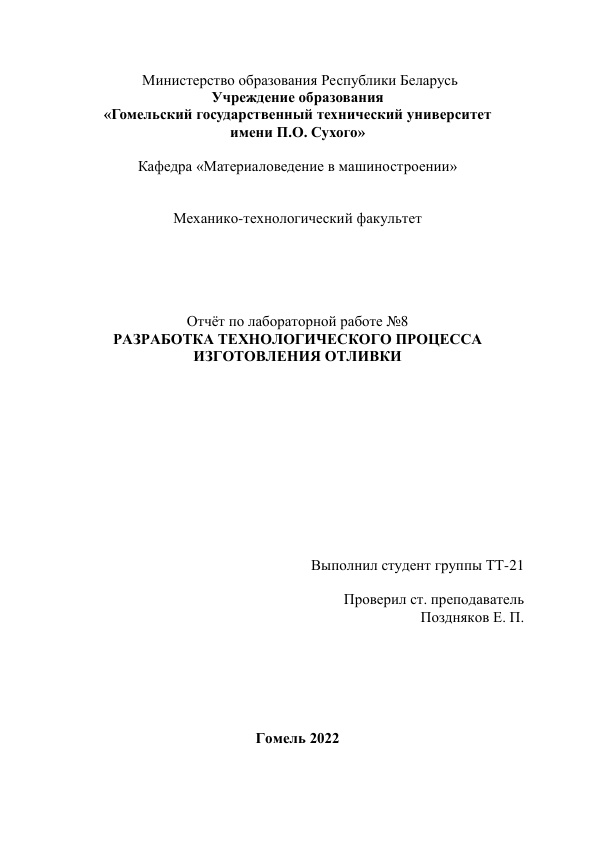 Министерство образования Республики Беларусь
Учреждение образования
«Гомельский государственный технический университет
имени П.О. Сухого»
Кафедра «Материаловедение в машиностроении»
Механико-технологический факультет
Отчёт по лабораторной работе №8
РАЗРАБОТКА ТЕХНОЛОГИЧЕСКОГО ПРОЦЕССА
ИЗГОТОВЛЕНИЯ ОТЛИВКИ
Выполнил студент группы ТТ-21
Проверил ст. преподаватель
Поздняков Е. П.
Гомель 2022